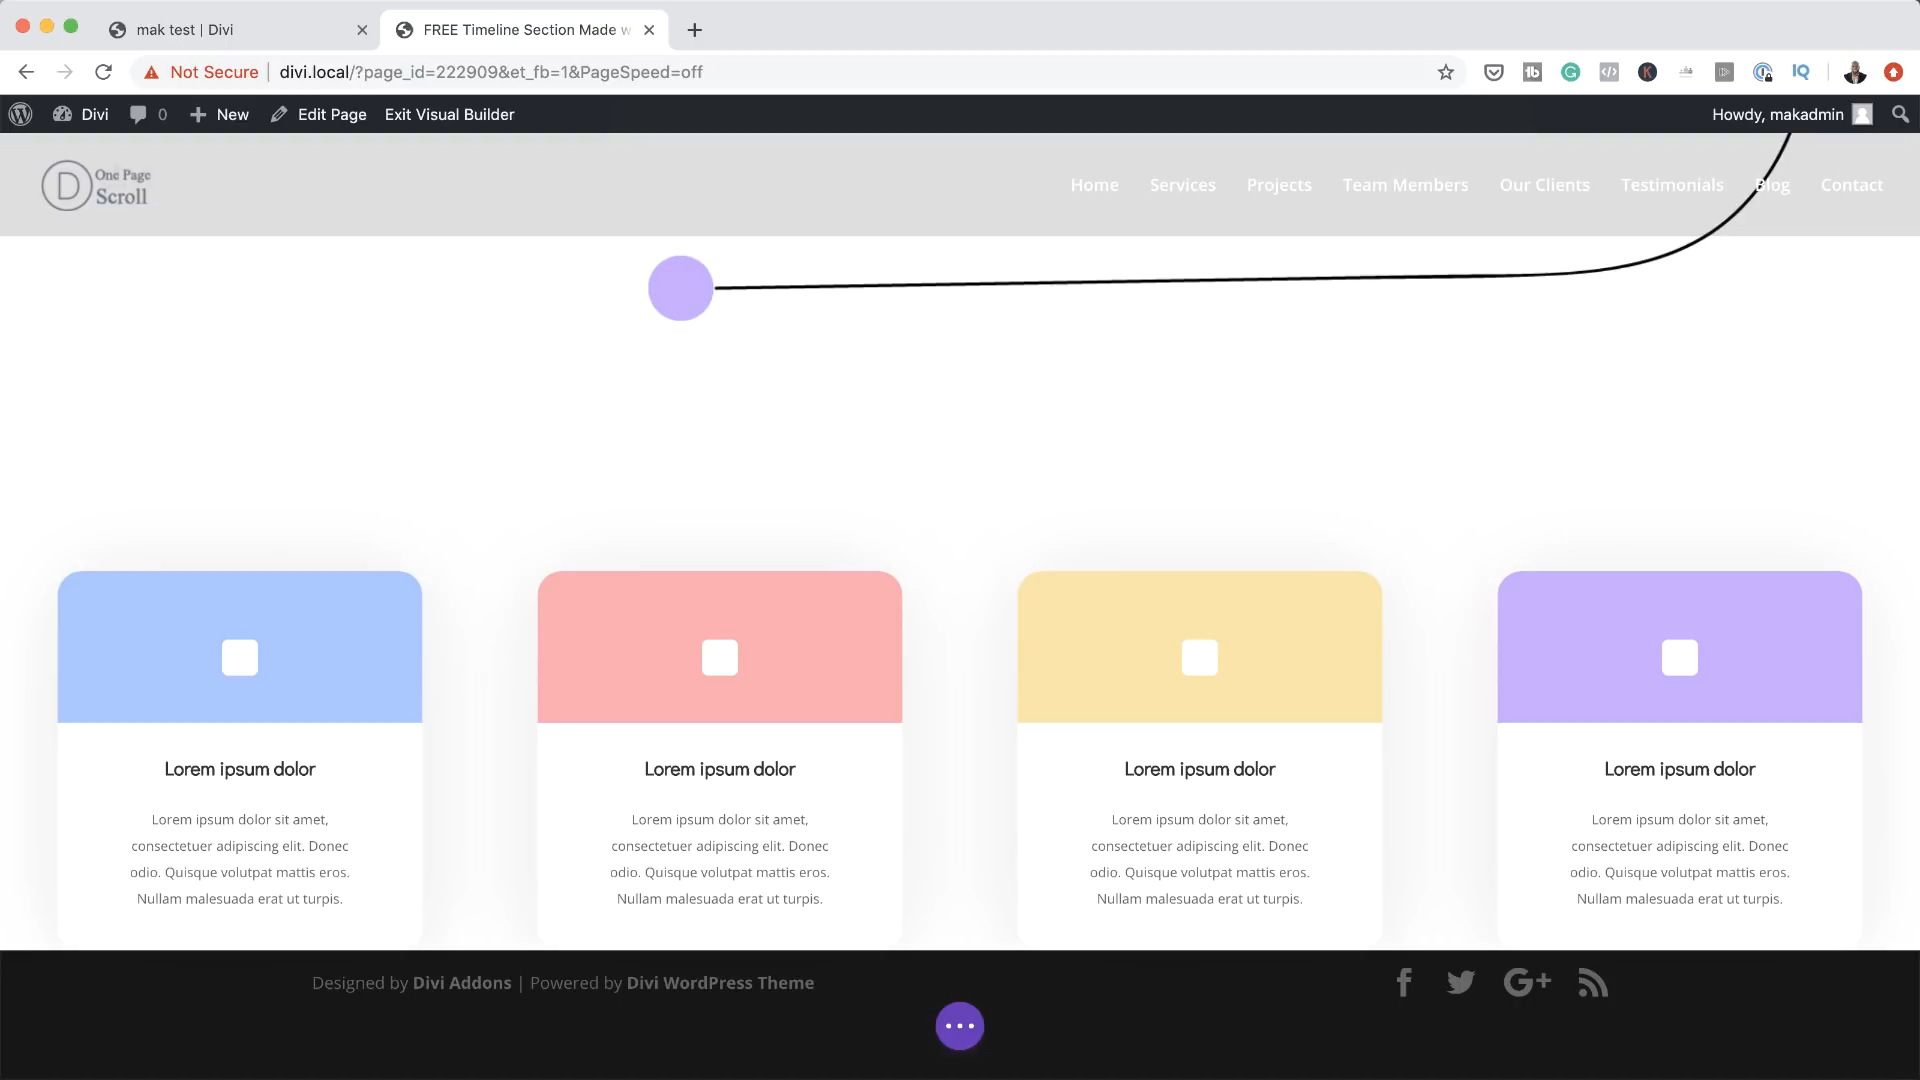 mak test | Divi
FREE Timeline Section Made w
Not Secure | divi.local/?page_id=222909&et_fb=1&PageSpeed=off
tb
G
</>
K
IQ
Divi
0
New
Edit Page
Exit Visual Builder
Howdy, makadmin
D
One Page
Scroll
Home
Services
Projects
Team Members
Our Clients
Testimonials
Blog
Contact
Lorem ipsum dolor
Lorem ipsum dolor sit amet,
consectetuer adipiscing elit. Donec
odio. Quisque volutpat mattis eros.
Nullam malesuada erat ut turpis.
Lorem ipsum dolor
Lorem ipsum dolor sit amet,
consectetuer adipiscing elit. Donec
odio. Quisque volutpat mattis eros.
Nullam malesuada erat ut turpis.
Lorem ipsum dolor
Lorem ipsum dolor sit amet,
consectetuer adipiscing elit. Donec
odio. Quisque volutpat mattis eros.
Nullam malesuada erat ut turpis.
Lorem ipsum dolor
Lorem ipsum dolor sit amet,
consectetuer adipiscing elit. Donec
odio. Quisque volutpat mattis eros.
Nullam malesuada erat ut turpis.
Designed by Divi Addons | Powered by Divi WordPress Theme
G+